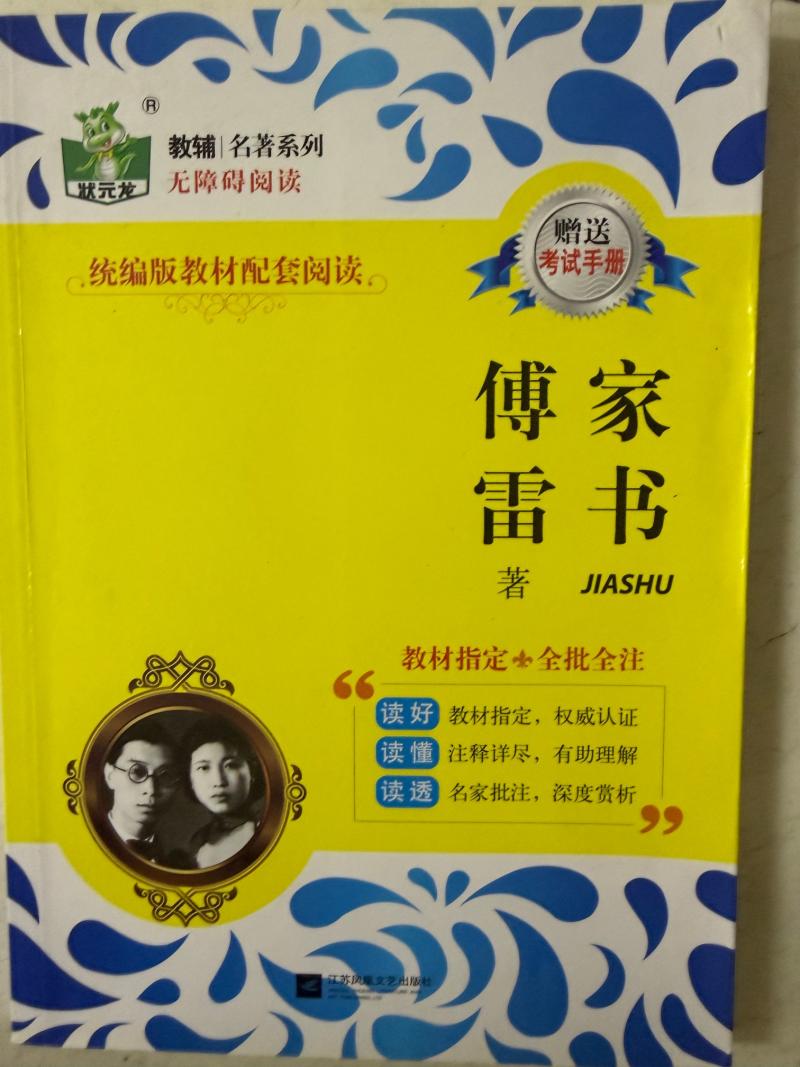 ®
教辅|名著系列
状元龙
无障碍阅读
赠送
考试手册
统编版教材配套阅读
家书
JIASHU
傅雷
著
教材指定 全批全注
读好 教材指定，权威认证
读懂 注释详尽，有助理解
读透 名家批注，深度赏析
江苏凤凰文艺出版社